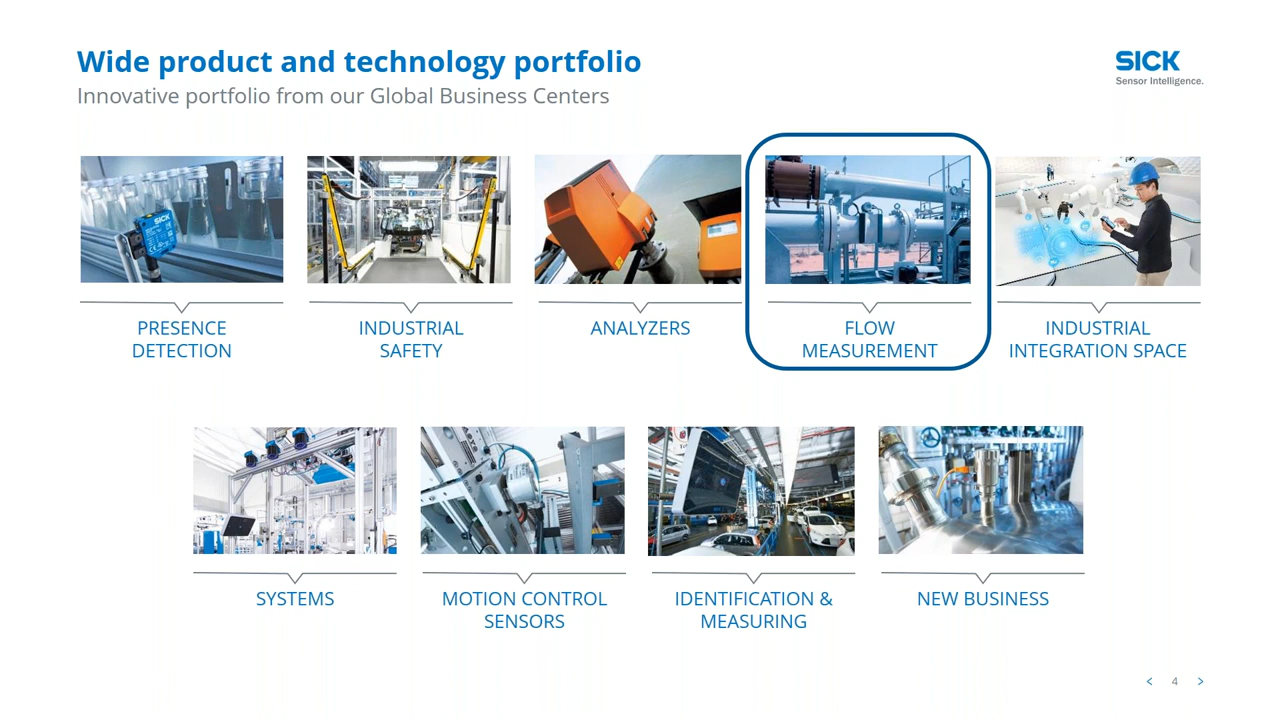 Wide product and technology portfolio
Innovative portfolio from our Global Business Centers
SICK
Sensor Intelligence.
SICK
PRESENCE
DETECTION
INDUSTRIAL
SAFETY
ANALYZERS
FLOW
MEASUREMENT
INDUSTRIAL
INTEGRATION SPACE
SYSTEMS
MOTION CONTROL
SENSORS
IDENTIFICATION &
MEASURING
NEW BUSINESS
< 4 >